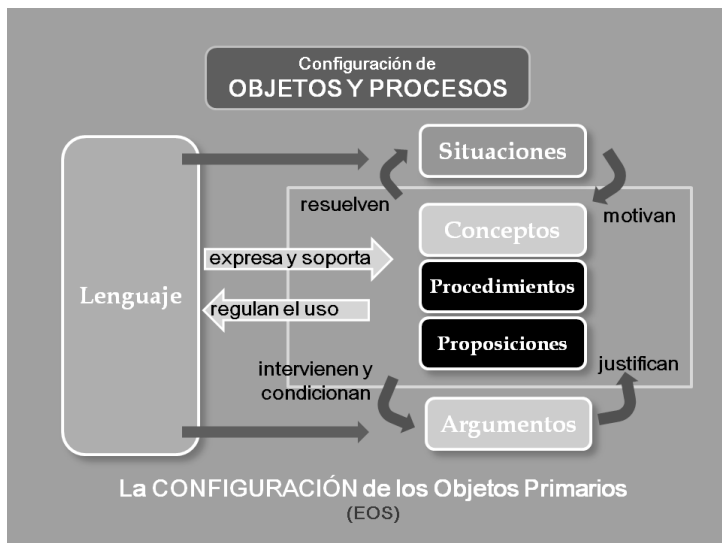 Configuración de
OBJETOS Y PROCESOS
Situaciones
resuelven
motivan
Conceptos
expresa y soporta
Lenguaje
Procedimientos
regulan el uso
Proposiciones
intervienen y
condicionan
justifican
Argumentos
La CONFIGURACIÓN de los Objetos Primarios
(EOS)